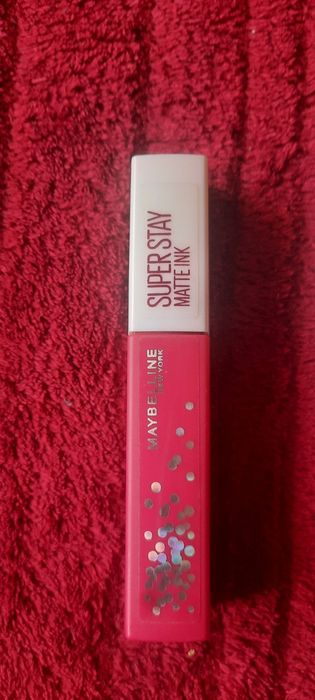 SUPER STAY
MATTE INK
MAYBELLINE
NEW YORK